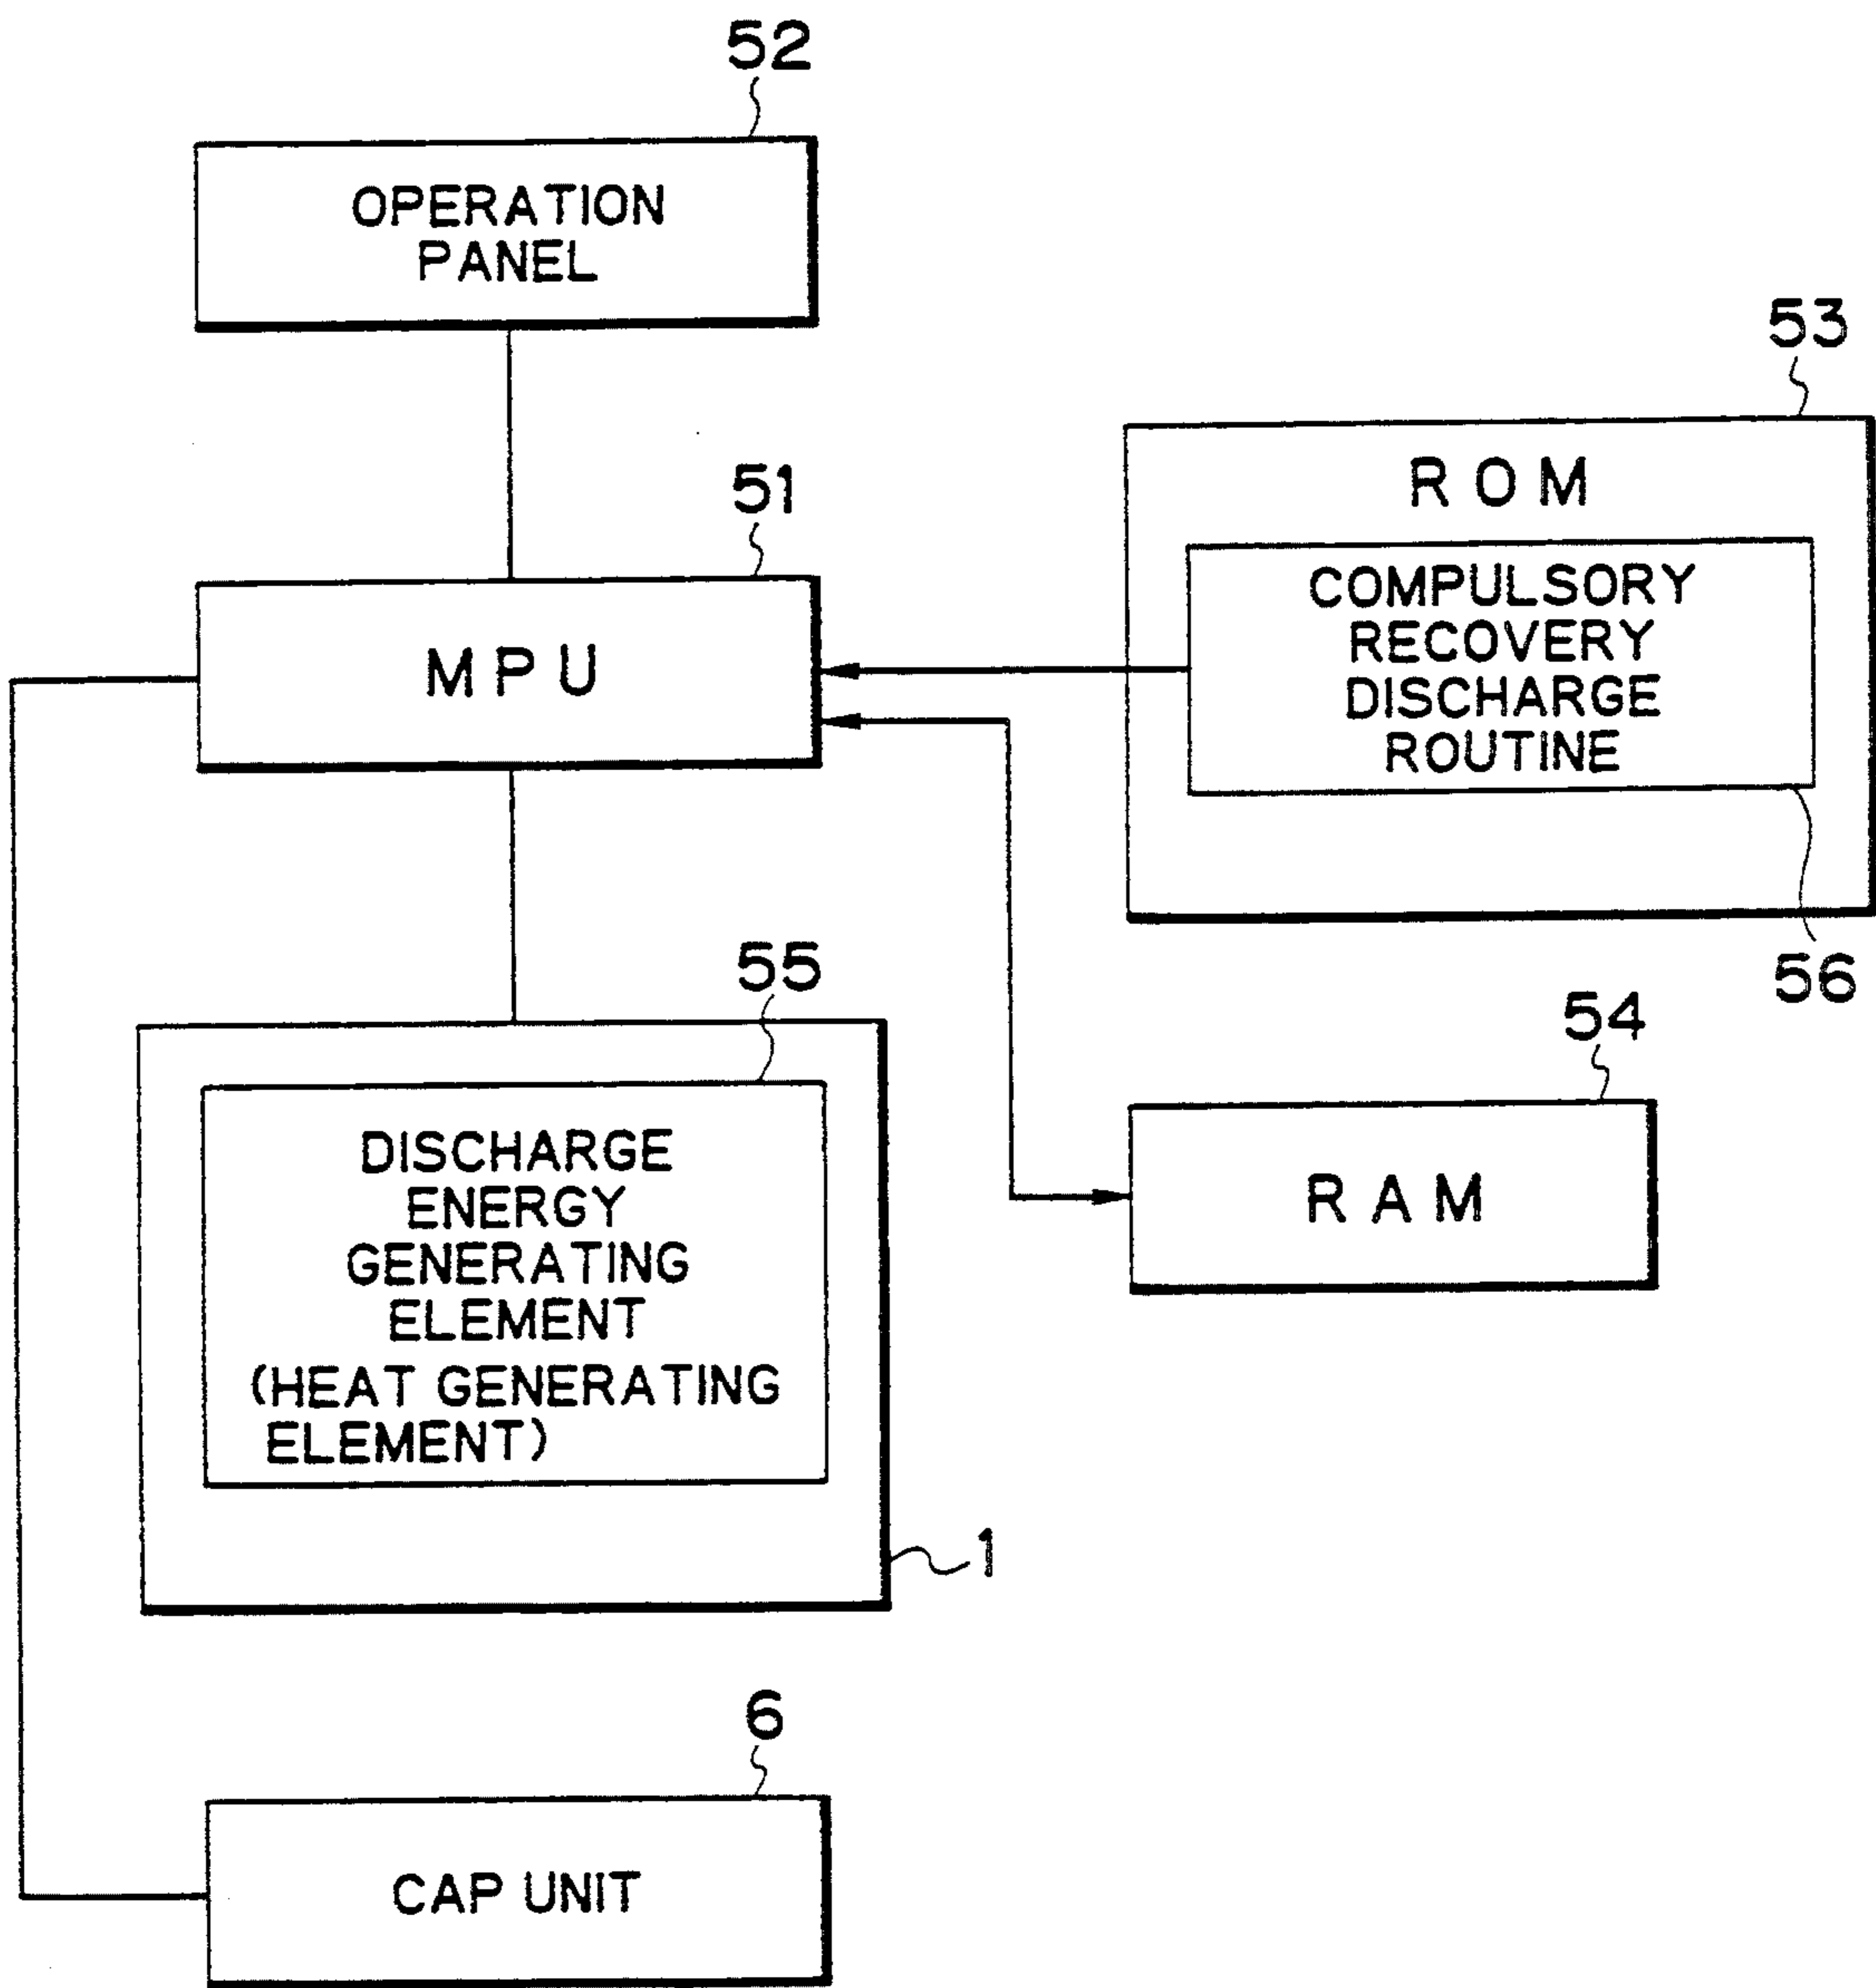 52
OPERATION
PANEL
53
51
ROM
COMPULSORY
RECOVERY
DISCHARGE
ROUTINE
MPU
56
55
54
DISCHARGE
ENERGY
GENERATING
ELEMENT
(HEAT GENERATING
ELEMENT)
RAM
1
6
CAP UNIT